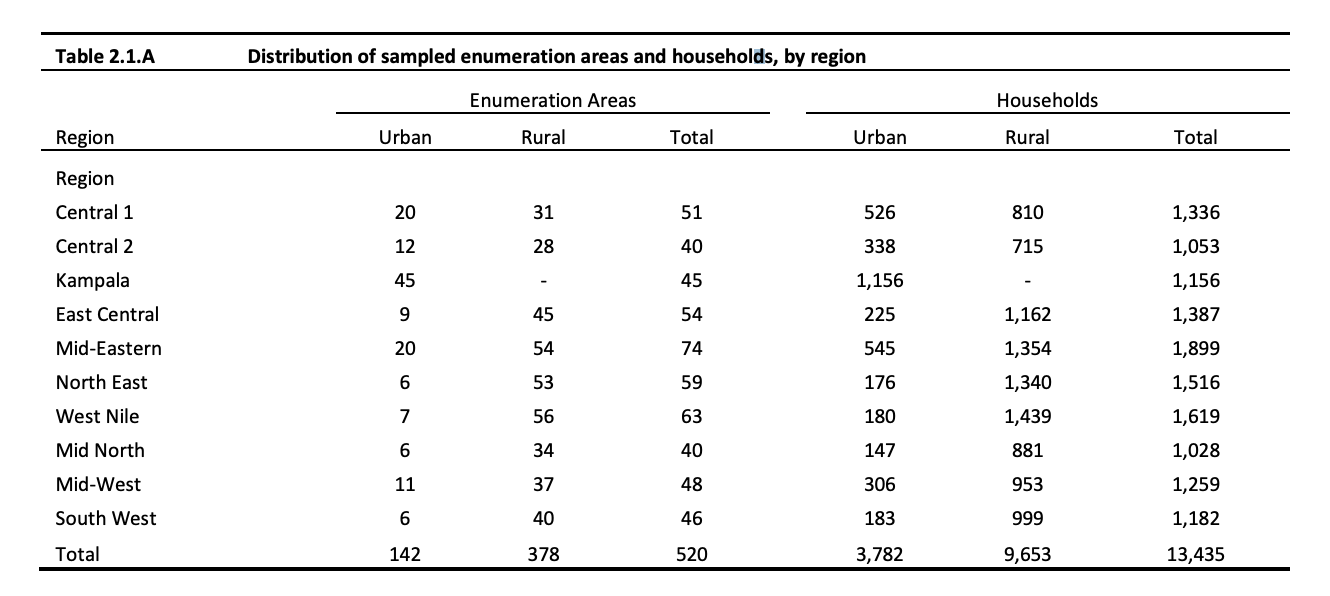 Table 2.1.A Distribution of sampled enumeration areas and households, by region
Enumeration Areas Households
Region Urban Rural Total Urban Rural Total
Region
Central 1 20 31 51 526 810 1,336
Central 2 12 28 40 338 715 1,053
Kampala 45 - 45 1,156 - 1,156
East Central 9 45 54 225 1,162 1,387
Mid-Eastern 20 54 74 545 1,354 1,899
North East 6 53 59 176 1,340 1,516
West Nile 7 56 63 180 1,439 1,619
Mid North 6 34 40 147 881 1,028
Mid-West 11 37 48 306 953 1,259
South West 6 40 46 183 999 1,182
Total 142 378 520 3,782 9,653 13,435